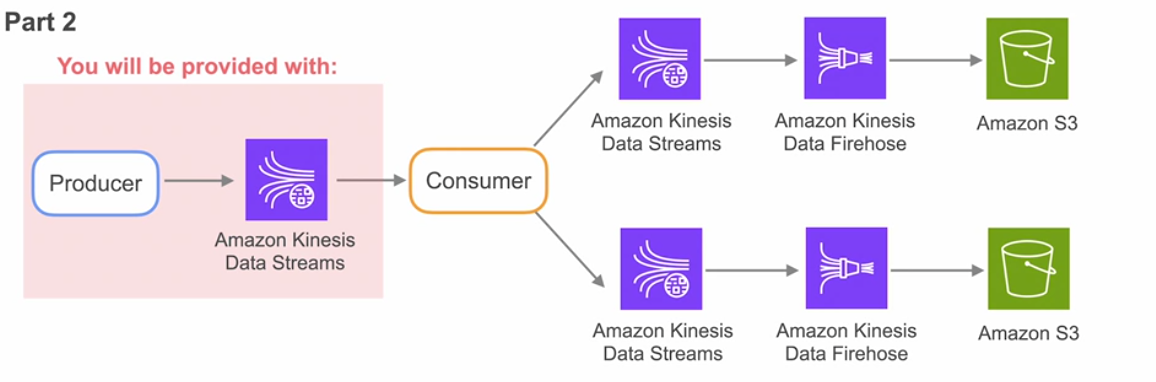 Part 2
You will be provided with:
Producer
Amazon Kinesis
Data Streams
Consumer
Amazon Kinesis
Data Streams
Amazon Kinesis
Data Firehose
Amazon S3
Amazon Kinesis
Data Streams
Amazon Kinesis
Data Firehose
Amazon S3